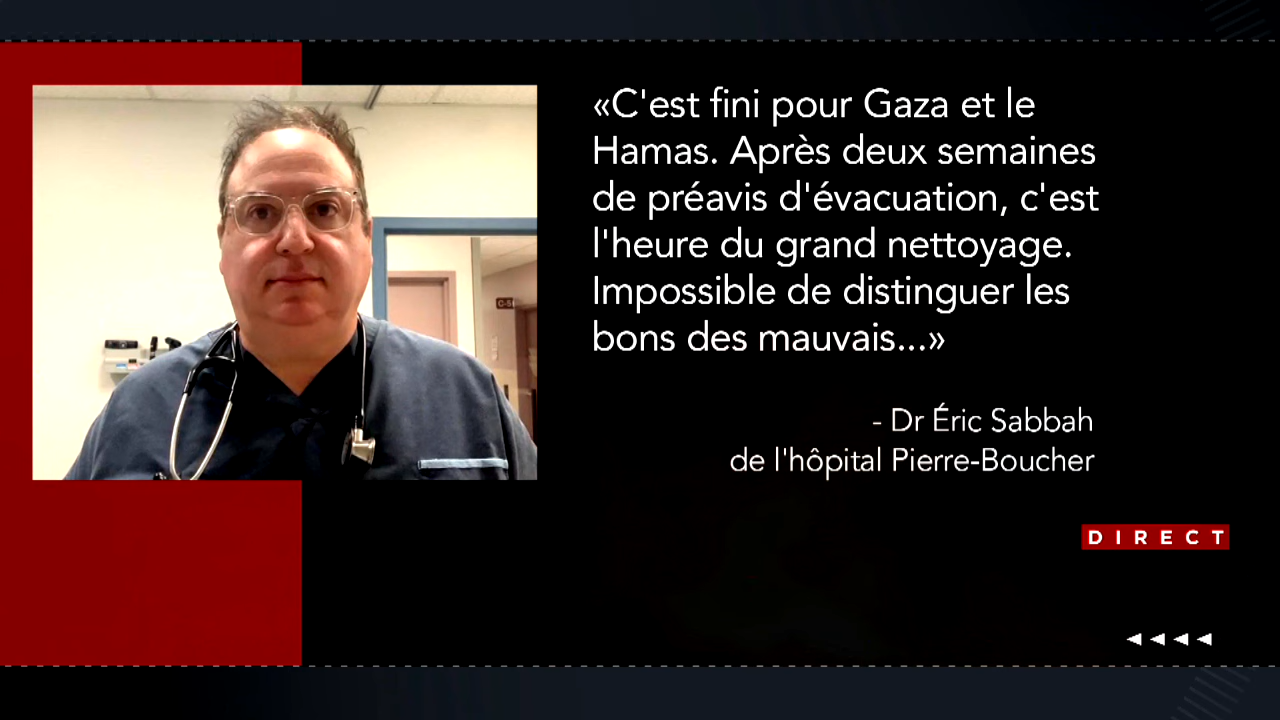 «C'est fini pour Gaza et le
Hamas. Après deux semaines
de préavis d'évacuation, c'est
l'heure du grand nettoyage.
Impossible de distinguer les
bons des mauvais...»
- Dr Éric Sabbah
de l'hôpital Pierre-Boucher
DIRECT